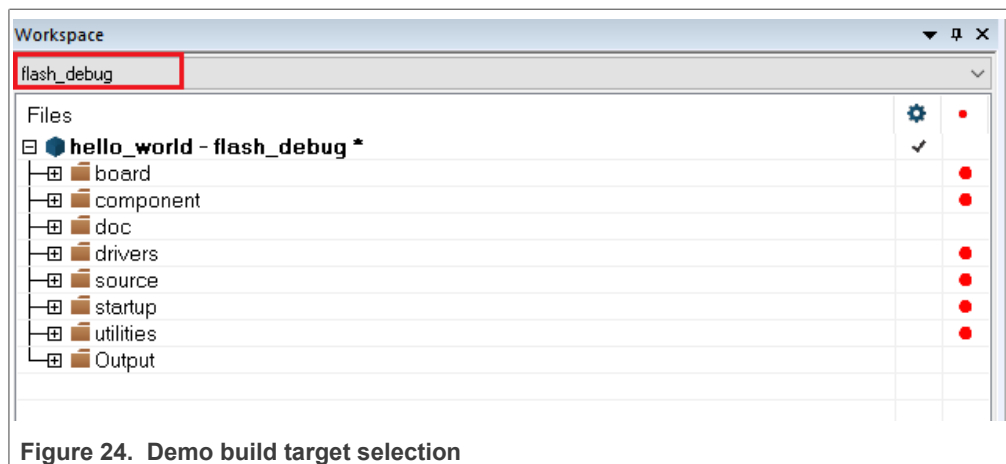 Workspace
flash_debug
Files
hello_world - flash_debug *
board
component
doc
drivers
source
startup
utilities
Output
Figure 24. Demo build target selection